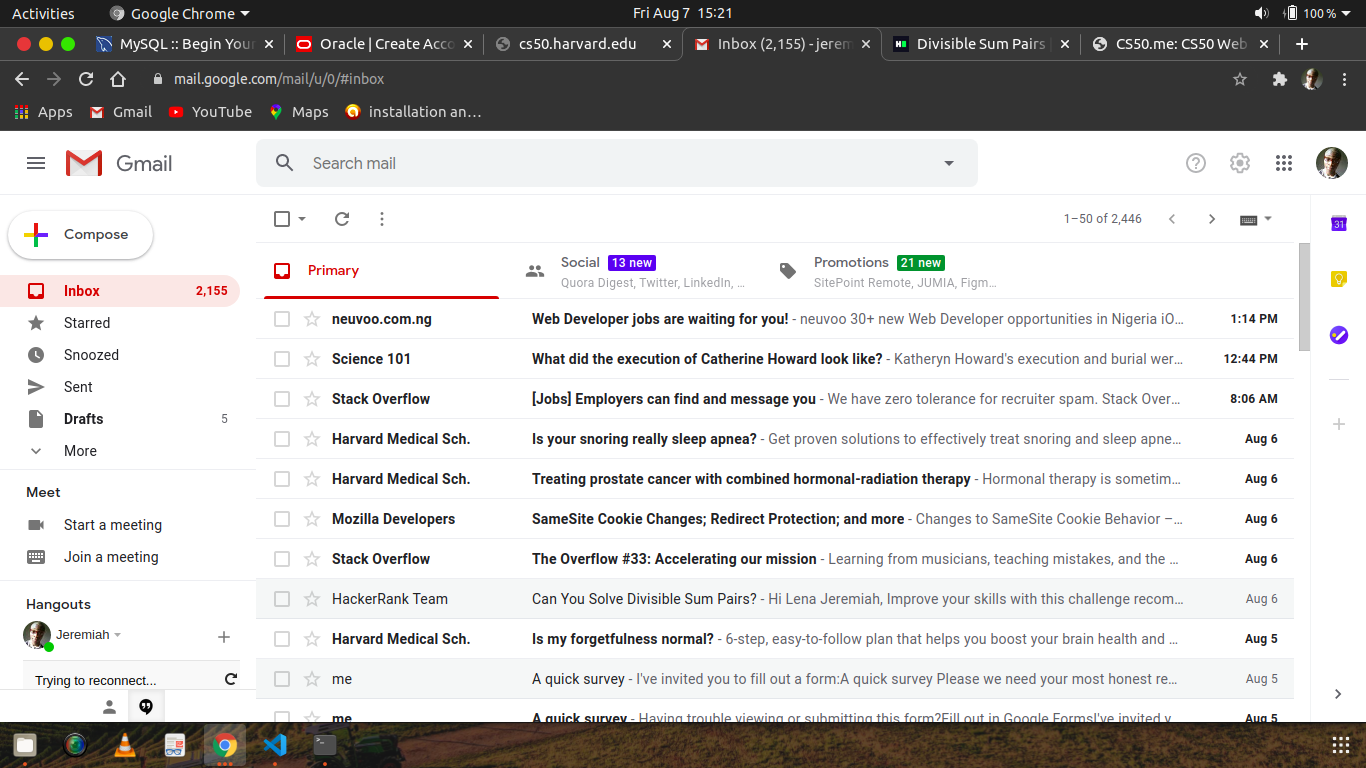 Activities Google Chrome Fri Aug 7 15:21 100 %
MySQL :: Begin Your Oracle | Create Acco cs50.harvard.edu Inbox (2,155) - jerem Divisible Sum Pairs CS50.me: CS50 Web
mail.google.com/mail/u/0/#inbox
Apps Gmail YouTube Maps installation an…
Gmail Search mail
Compose 1–50 of 2,446
31
Primary Social 13 new Promotions 21 new
Quora Digest, Twitter, LinkedIn, … SitePoint Remote, JUMIA, Figm…
Inbox 2,155
Starred
Snoozed
Sent
Drafts 5
More
Meet
Start a meeting
Join a meeting
Hangouts
Jeremiah
Trying to reconnect...
neuvoo.com.ng Web Developer jobs are waiting for you! - neuvoo 30+ new Web Developer opportunities in Nigeria iO… 1:14 PM
Science 101 What did the execution of Catherine Howard look like? - Katheryn Howard's execution and burial wer… 12:44 PM
Stack Overflow [Jobs] Employers can find and message you - We have zero tolerance for recruiter spam. Stack Over… 8:06 AM
Harvard Medical Sch. Is your snoring really sleep apnea? - Get proven solutions to effectively treat snoring and sleep apne… Aug 6
Harvard Medical Sch. Treating prostate cancer with combined hormonal-radiation therapy - Hormonal therapy is sometim… Aug 6
Mozilla Developers SameSite Cookie Changes; Redirect Protection; and more - Changes to SameSite Cookie Behavior –… Aug 6
Stack Overflow The Overflow #33: Accelerating our mission - Learning from musicians, teaching mistakes, and the … Aug 6
HackerRank Team Can You Solve Divisible Sum Pairs? - Hi Lena Jeremiah, Improve your skills with this challenge recom… Aug 6
Harvard Medical Sch. Is my forgetfulness normal? - 6-step, easy-to-follow plan that helps you boost your brain health and … Aug 5
me A quick survey - I've invited you to fill out a form:A quick survey Please we need your most honest re… Aug 5
me A quick survey - Having trouble viewing or submitting this form?Fill out in Google FormsI've invited y… Aug 5